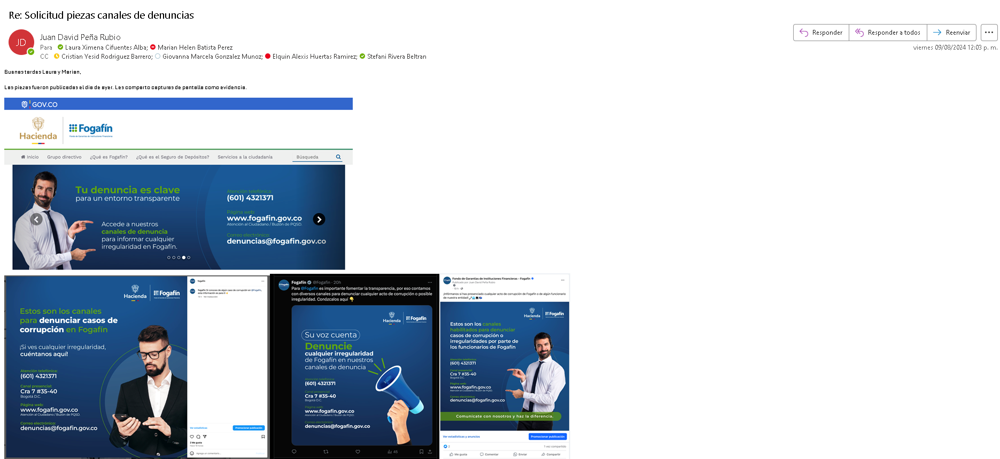 Re: Solicitud piezas canales de denuncias
JD
Juan David Peña Rubio
Para Laura Ximena Cifuentes Alba; Marian Helen Batista Perez
CC Cristian Yesid Rodriguez Barrero; Giovanna Marcela Gonzalez Munoz; Elquin Alexis Huertas Ramirez; Stefani Rivera Beltran
Responder
Responder a todos
Reenviar
viernes 09/08/2024 12:03 p. m.
Buenas tardes Laura y Marian,
Las piezas fueron publicadas el dia de ayer. Les comparto capturas de pantalla como evidencia.
GOV.CO
Hacienda
Fogafín
Fondo de Garantías de Instituciones Financieras
Inicio Grupo directivo ¿Qué es Fogafín? ¿Qué es el Seguro de Depósitos? Servicios a la ciudadanía Búsqueda
Tu denuncia es clave
para un entorno transparente
Accede a nuestros
canales de denuncia
para informar cualquier
irregularidad en Fogafín.
Atención telefónica:
(601) 4321371
Página web:
www.fogafin.gov.co
Atención al Ciudadano / Buzón de PQSD.
Correo electrónico:
denuncias@fogafin.gov.co
Hacienda Fogafín
Estos son los canales
para denunciar casos de
corrupción en Fogafín
¡Si ves cualquier irregularidad,
cuéntanos aquí!
Atención telefónica:
(601) 4321371
Canal presencial:
Cra 7 #35-40
Bogotá D.C.
Página web:
www.fogafin.gov.co
Atención al Ciudadano / Buzón de PQSD.
Correo electrónico:
denuncias@fogafin.gov.co
fogafin
fogafin Si conoces de algún caso de corrupción en @Fogafin,
esta información es para ti
19 h Ver traducción
Ver estadísticas
Promocionar publicación
2 Me gusta
Hace 19 horas
Agrega un comentario...
Fogafín @Fogafin · 20h
Para @Fogafin es importante fomentar la transparencia, por eso contamos
con diversos canales para denunciar cualquier acto de corrupción o posible
irregularidad. Conózcalos aquí
Hacienda Fogafín
Su voz cuenta
Denuncie
cualquier irregularidad
de Fogafín en nuestros
canales de denuncia
Atención telefónica:
(601) 4321371
Canal presencial:
Cra 7 #35-40
Bogotá D.C.
Página web:
www.fogafin.gov.co
Atención al Ciudadano / Buzón de PQSD.
Correo electrónico:
denuncias@fogafin.gov.co
45
Fondo de Garantías de Instituciones Financieras - Fogafín
Publicado por Juan David Peña Rubio
19 h
¡Infórmanos si has presenciado cualquier acto de corrupción de Fogafín o de algún funcionario
de nuestra entidad!
Hacienda Fogafín
Estos son los canales
habilitados para denunciar
casos de corrupción o
irregularidades por parte de
los funcionarios de Fogafín
Atención telefónica:
(601) 4321371
Canal presencial:
Cra 7 #35-40
Bogotá D.C.
Página web:
www.fogafin.gov.co
Atención al Ciudadano / Buzón de PQSD.
Correo electrónico:
denuncias@fogafin.gov.co
Comunícate con nosotros y haz la diferencia.
Ver estadísticas y anuncios
Promocionar publicación
2
1 vez compartido
Me gusta Comentar Enviar Compartir